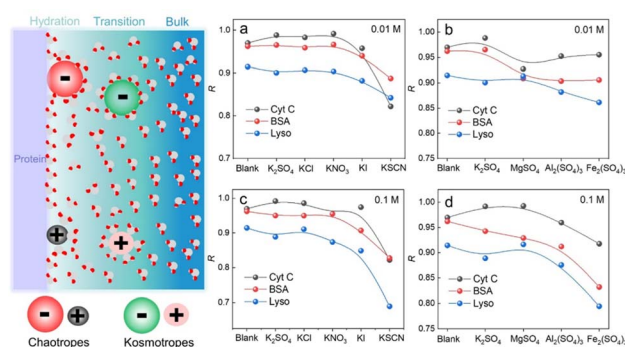 Hydration Transition Bulk
Protein
-
-
+
+
- + - +
Chaotropes Kosmotropes
a 0.01 M
1.0
0.9
0.8
0.7
R
Cyt C
BSA
Lyso
Blank K₂SO₄ KCl KNO₃ KI KSCN
b 0.01 M
1.00
0.95
0.90
0.85
0.80
0.75
R
Cyt C
BSA
Lyso
Blank K₂SO₄ MgSO₄ Al₂(SO₄)₃ Fe₂(SO₄)₃
c 0.1 M
1.0
0.9
0.8
0.7
R
Cyt C
BSA
Lyso
Blank K₂SO₄ KCl KNO₃ KI KSCN
d 0.1 M
1.00
0.95
0.90
0.85
0.80
0.75
R
Cyt C
BSA
Lyso
Blank K₂SO₄ MgSO₄ Al₂(SO₄)₃ Fe₂(SO₄)₃